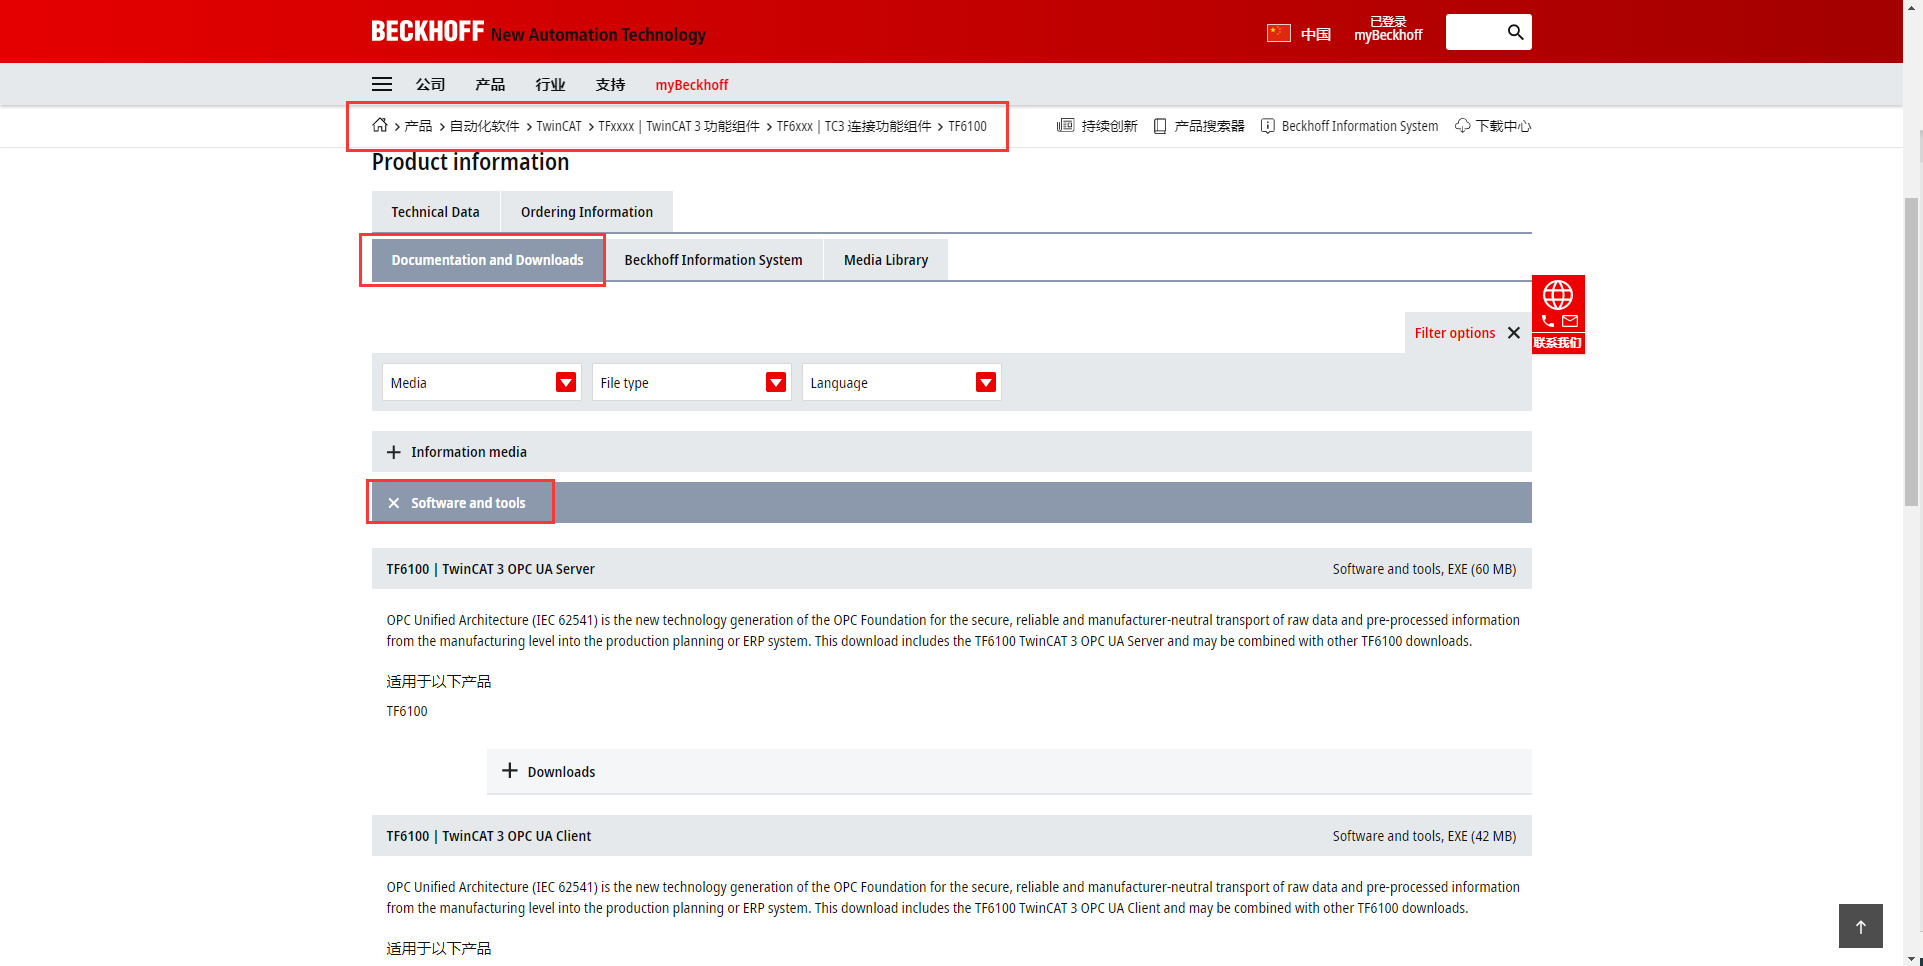 BECKHOFF New Automation Technology
中国
已登录
myBeckhoff
公司 产品 行业 支持 myBeckhoff
产品 > 自动化软件 > TwinCAT > TFxxxx | TwinCAT 3 功能组件 > TF6xxx | TC3 连接功能组件 > TF6100
持续创新 产品搜索器 Beckhoff Information System 下载中心
Product information
Technical Data Ordering Information
Documentation and Downloads Beckhoff Information System Media Library
Filter options
联系我们
Media File type Language
Information media
Software and tools
TF6100 | TwinCAT 3 OPC UA Server Software and tools, EXE (60 MB)
OPC Unified Architecture (IEC 62541) is the new technology generation of the OPC Foundation for the secure, reliable and manufacturer-neutral transport of raw data and pre-processed information
from the manufacturing level into the production planning or ERP system. This download includes the TF6100 TwinCAT 3 OPC UA Server and may be combined with other TF6100 downloads.
适用于以下产品
TF6100
Downloads
TF6100 | TwinCAT 3 OPC UA Client Software and tools, EXE (42 MB)
OPC Unified Architecture (IEC 62541) is the new technology generation of the OPC Foundation for the secure, reliable and manufacturer-neutral transport of raw data and pre-processed information
from the manufacturing level into the production planning or ERP system. This download includes the TF6100 TwinCAT 3 OPC UA Client and may be combined with other TF6100 downloads.
适用于以下产品